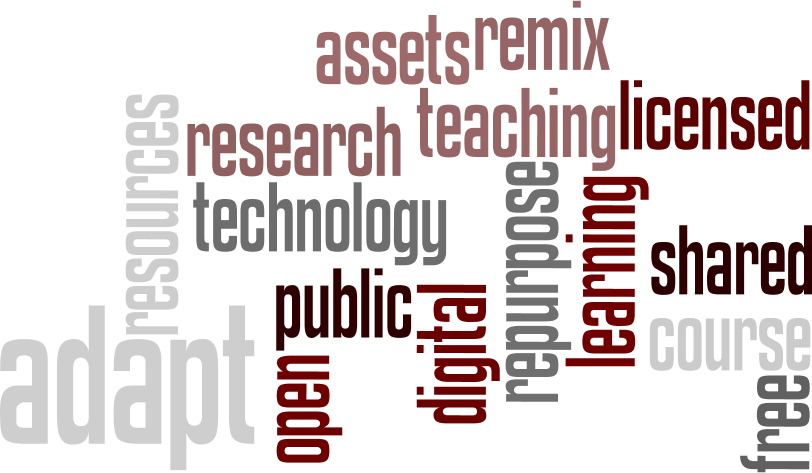 assets
remix
resources
research
teaching
licensed
technology
repurpose
learning
shared
public
digital
adapt
open
course
free